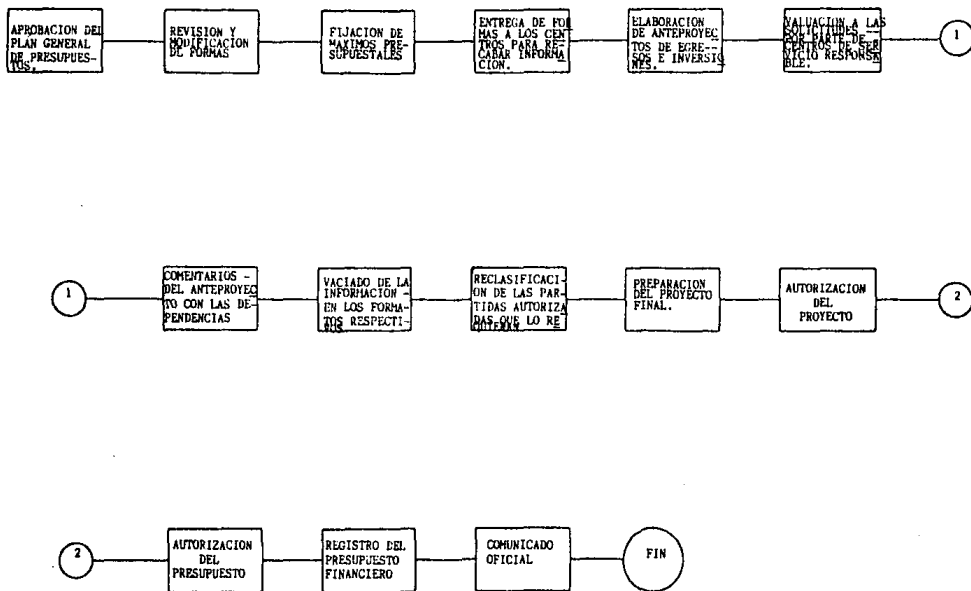 APROBACION DEL
PLAN GENERAL
DE PRESUPUES-
TOS.
REVISION Y
MODIFICACION
DE FORMAS
FIJACION DE
MAXIMOS PRE-
SUPUESTALES
ENTREGA DE FOR
MAS A LOS CEN
TROS PARA RE-
CABAR INFORMA
CION.
ELABORACION
DE ANTEPROYEC
TOS DE EGRE--
SOS E INVERSIO
NES.
VALUACION A LAS
SOLICITUDES --
POR PARTE DE -
CENTROS DE SER
VICIO RESPONSA
BLE.
1
1
COMENTARIOS -
DEL ANTEPROYEC
TO CON LAS DE-
PENDENCIAS
VACIADO DE LA
INFORMACION -
EN LOS FORMA-
TOS RESPECTI-
VOS.
RECLASIFICACI-
ON DE LAS PAR-
TIDAS AUTORIZA
DAS QUE LO RE
QUIERAN
PREPARACION
DEL PROYECTO
FINAL.
AUTORIZACION
DEL
PROYECTO
2
2
AUTORIZACION
DEL
PRESUPUESTO
REGISTRO DEL
PRESUPUESTO
FINANCIERO
COMUNICADO
OFICIAL
FIN